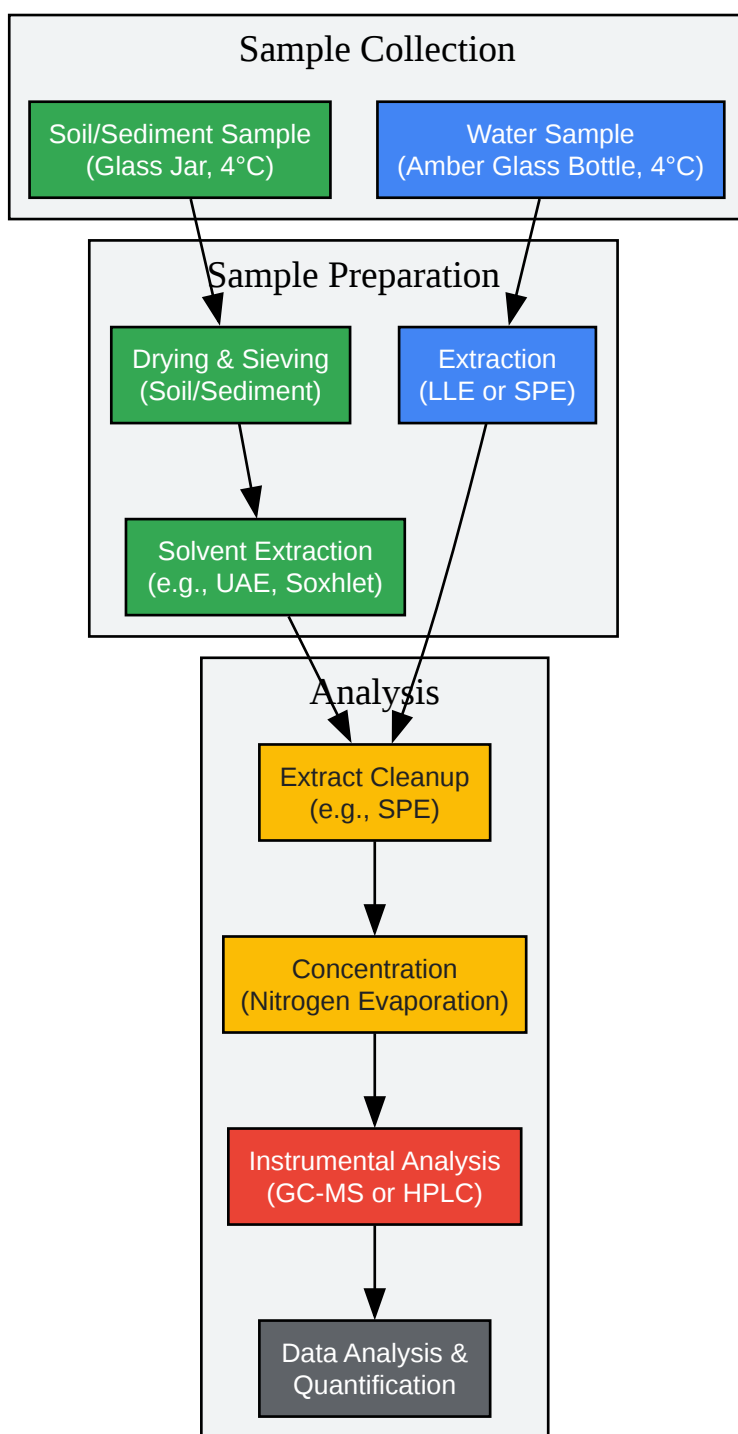 Sample Collection
Soil/Sediment Sample
(Glass Jar, 4°C)
Water Sample
(Amber Glass Bottle, 4°C)
Sample Preparation
Drying & Sieving
(Soil/Sediment)
Extraction
(LLE or SPE)
Solvent Extraction
(e.g., UAE, Soxhlet)
Analysis
Extract Cleanup
(e.g., SPE)
Concentration
(Nitrogen Evaporation)
Instrumental Analysis
(GC-MS or HPLC)
Data Analysis &
Quantification